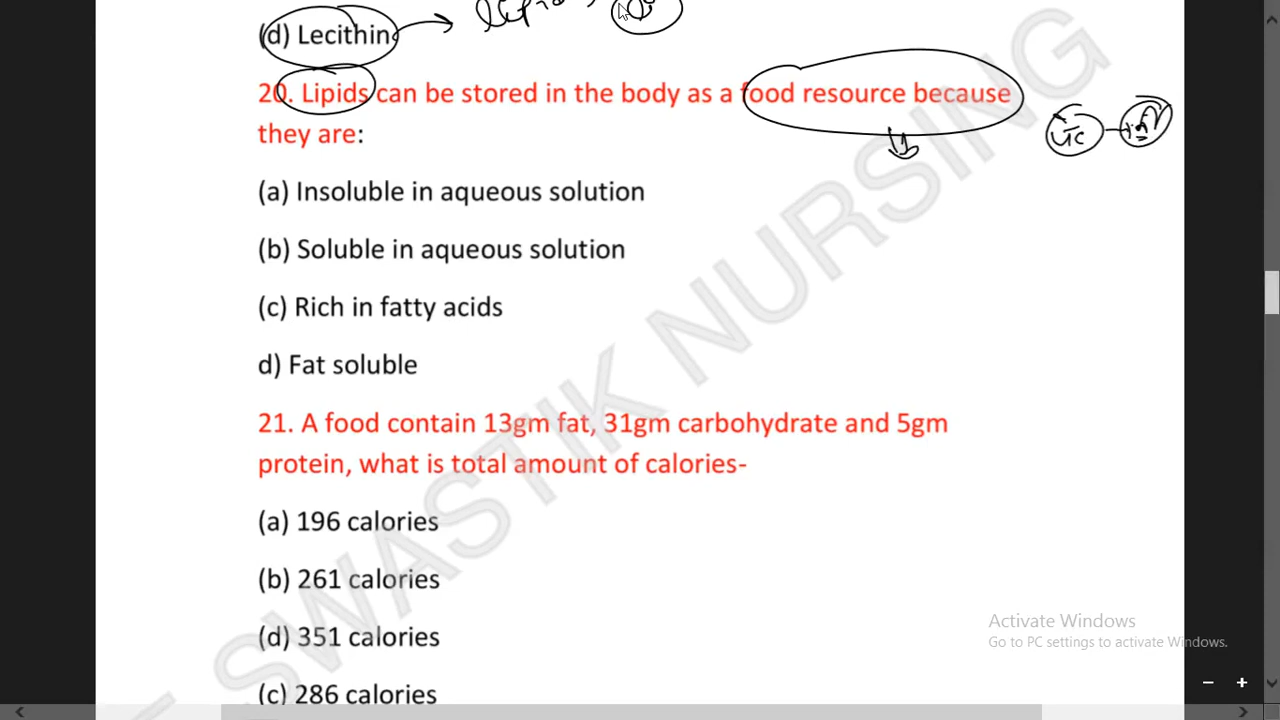 (d) Lecithin
20. Lipids can be stored in the body as a food resource because
they are:
(a) Insoluble in aqueous solution
(b) Soluble in aqueous solution
(c) Rich in fatty acids
d) Fat soluble
21. A food contain 13gm fat, 31gm carbohydrate and 5gm
protein, what is total amount of calories-
(a) 196 calories
(b) 261 calories
(d) 351 calories
(c) 286 calories
SWASTIK NURSING
Activate Windows
Go to PC settings to activate Windows.